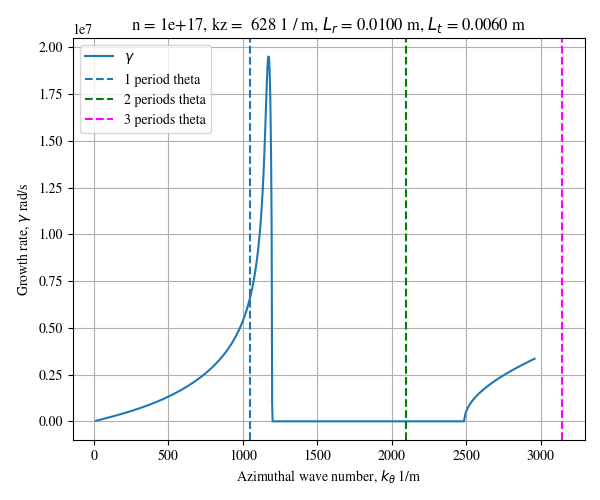 n = 1e+17, kz = 628 1 / m, L_r = 0.0100 m, L_t = 0.0060 m
1e7
2.00
1.75
1.50
1.25
1.00
0.75
0.50
0.25
0.00
Growth rate, γ rad/s
γ
1 period theta
2 periods theta
3 periods theta
0 500 1000 1500 2000 2500 3000
Azimuthal wave number, k_θ 1/m